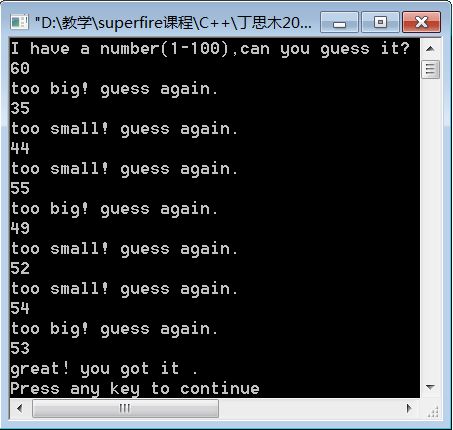 "D:\教学\superfire课程\C++\丁思木20...
I have a number(1-100),can you guess it?
60
too big! guess again.
35
too small! guess again.
44
too small! guess again.
55
too big! guess again.
49
too small! guess again.
52
too small! guess again.
54
too big! guess again.
53
great! you got it .
Press any key to continue